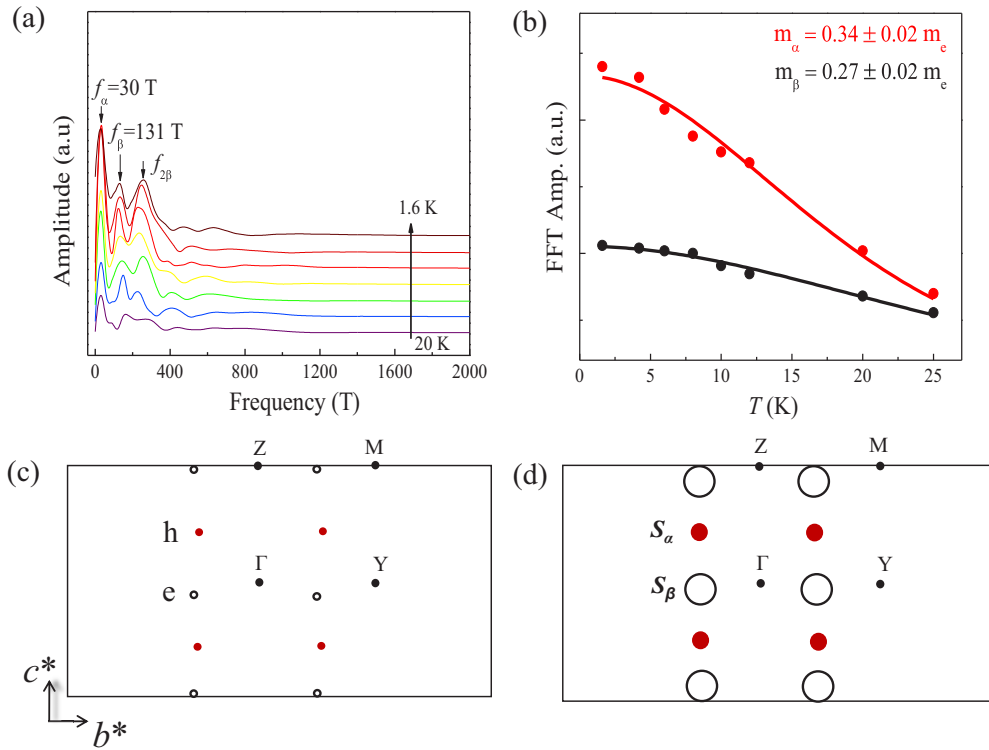 (a)
f_α=30 T
f_β=131 T
f_2β
1.6 K
20 K
Amplitude (a.u)
0 400 800 1200 1600 2000
Frequency (T)
(b)
m_α = 0.34 ± 0.02 m_e
m_β = 0.27 ± 0.02 m_e
FFT Amp. (a.u.)
0 5 10 15 20 25
T (K)
(c)
Z M
h
Γ Y
e
c*
b*
(d)
Z M
S_α
Γ Y
S_β